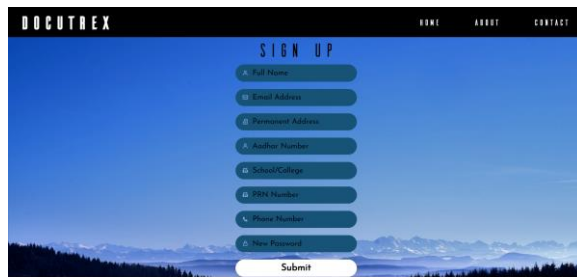 DOCUTREX
HOME ABOUT CONTACT
SIGN UP
Full Name
Email Address
Permanent Address
Aadhar Number
School/College
PRN Number
Phone Number
New Password
Submit